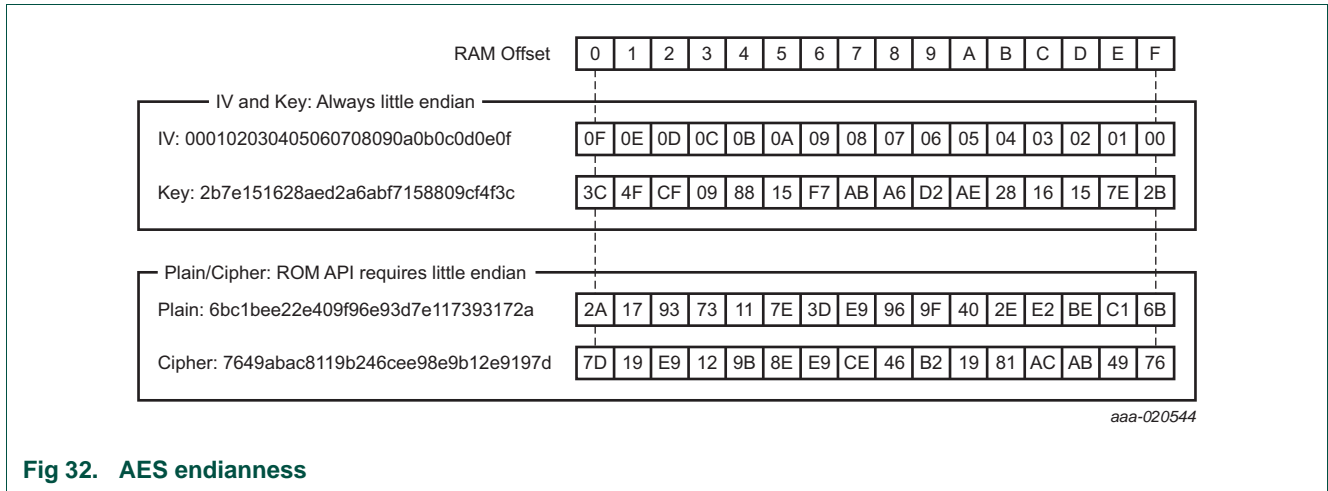 RAM Offset 0 1 2 3 4 5 6 7 8 9 A B C D E F
IV and Key: Always little endian
IV: 000102030405060708090a0b0c0d0e0f 0F 0E 0D 0C 0B 0A 09 08 07 06 05 04 03 02 01 00
Key: 2b7e151628aed2a6abf7158809cf4f3c 3C 4F CF 09 88 15 F7 AB A6 D2 AE 28 16 15 7E 2B
Plain/Cipher: ROM API requires little endian
Plain: 6bc1bee22e409f96e93d7e117393172a 2A 17 93 73 11 7E 3D E9 96 9F 40 2E E2 BE C1 6B
Cipher: 7649abac8119b246cee98e9b12e9197d 7D 19 E9 12 9B 8E E9 CE 46 B2 19 81 AC AB 49 76
aaa-020544
Fig 32. AES endianness